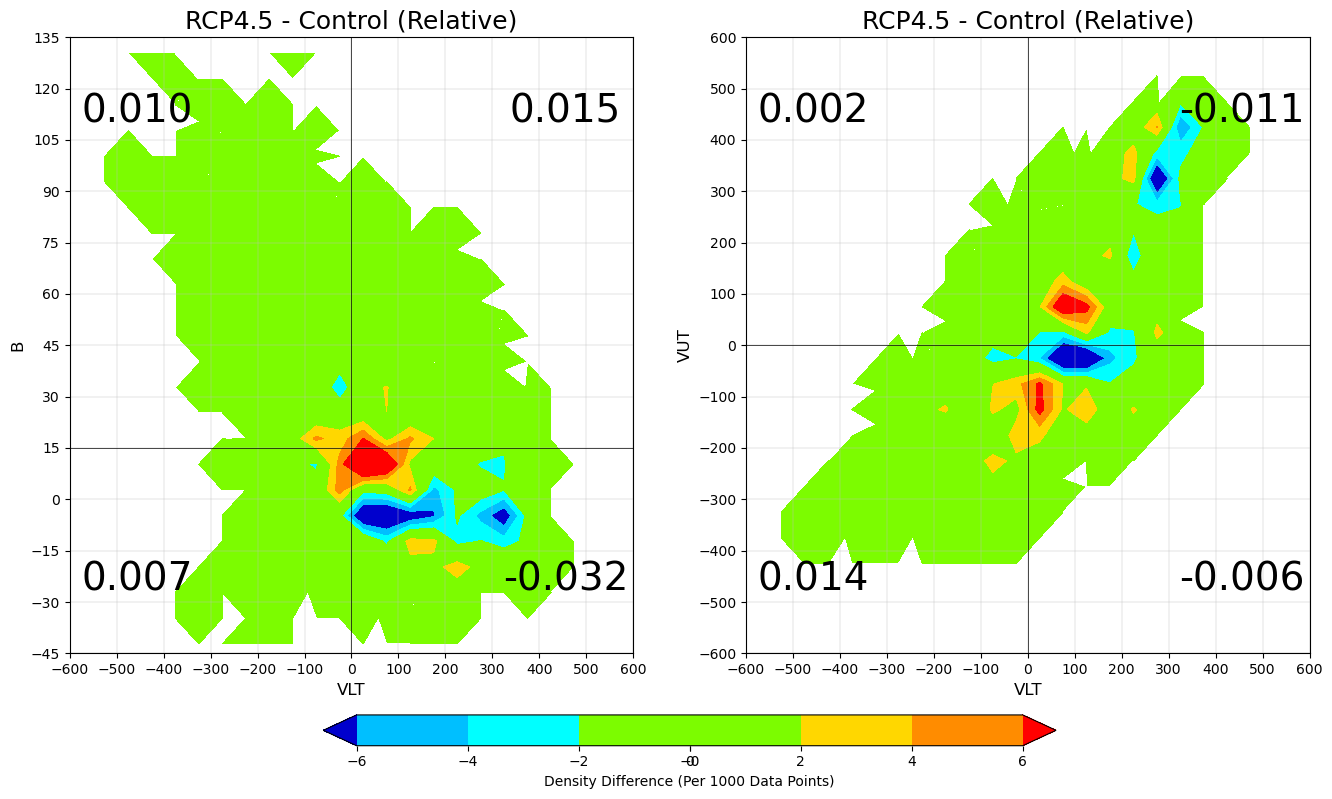 RCP4.5 - Control (Relative) RCP4.5 - Control (Relative)
135 600
120 500
0.010 0.015 0.002 -0.011
105 400
90 300
75 200
60 100
B 45 VUT 0
30 −100
15 −200
0 −300
−15 −400
0.007 -0.032 0.014 -0.006
−30 −500
−45 −600
−600 −500 −400 −300 −200 −100 0 100 200 300 400 500 600 −600 −500 −400 −300 −200 −100 0 100 200 300 400 500 600
VLT VLT
−6 −4 −2 −0 0 2 4 6
Density Difference (Per 1000 Data Points)